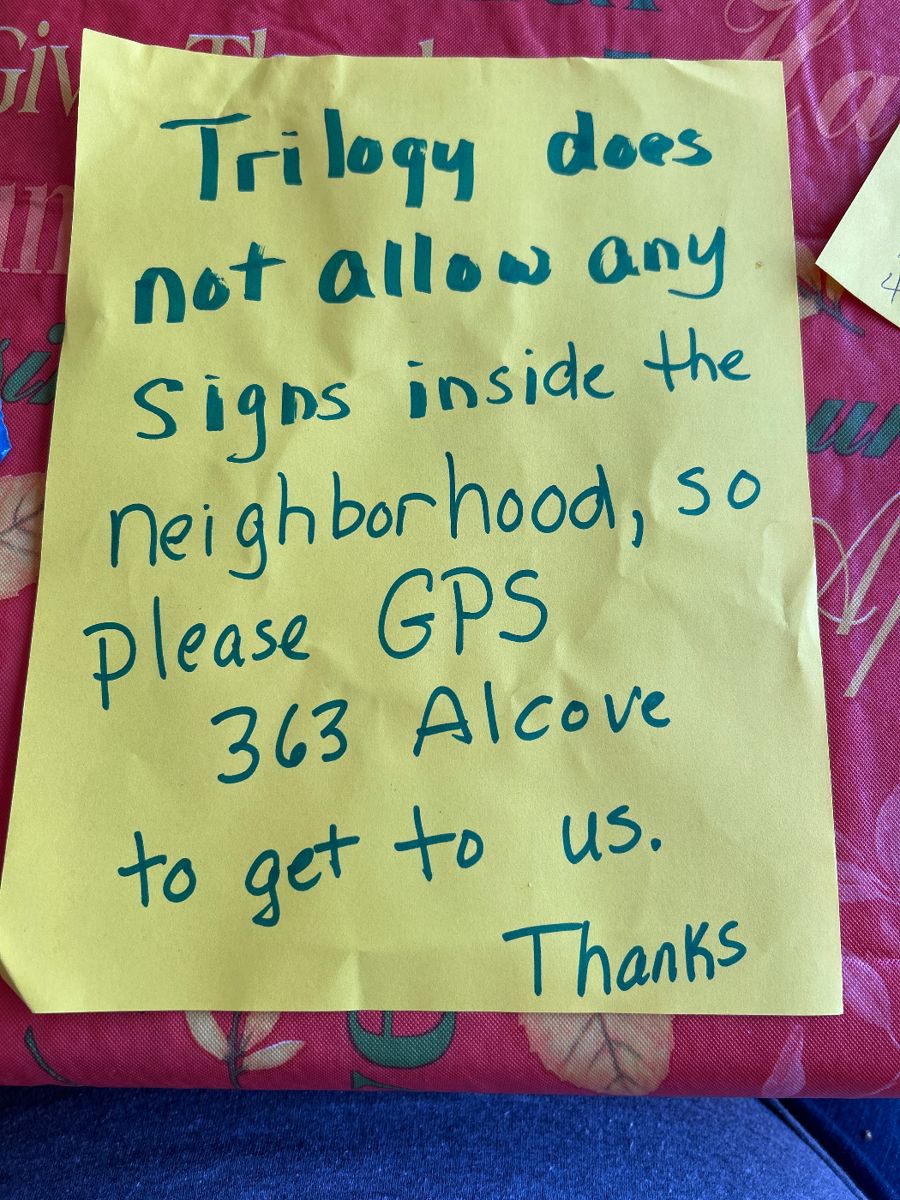 Trilogy does
not allow any
signs inside the
neighborhood, so
please GPS
363 Alcove
to get to us.
Thanks